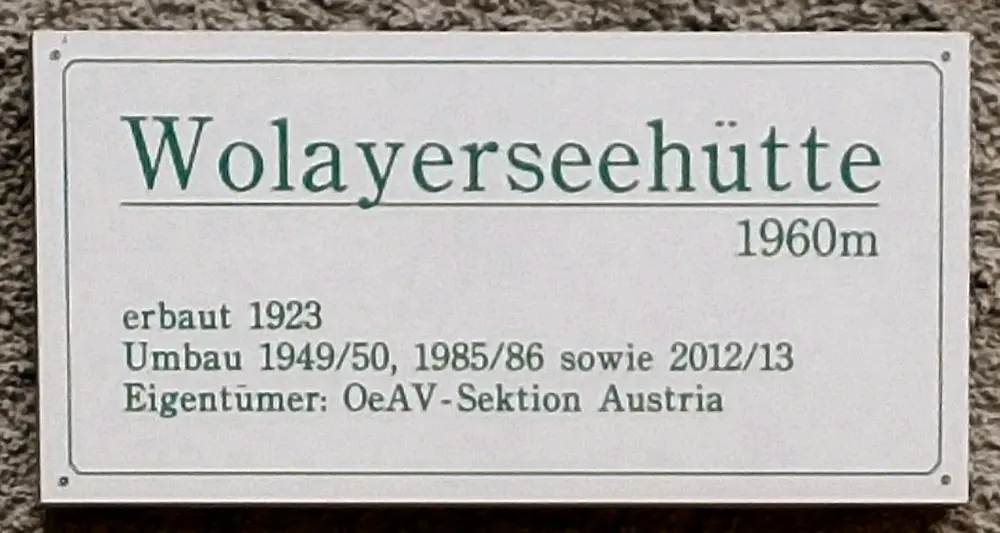 Wolayerseehütte
1960m
erbaut 1923
Umbau 1949/50, 1985/86 sowie 2012/13
Eigentümer: OeAV-Sektion Austria